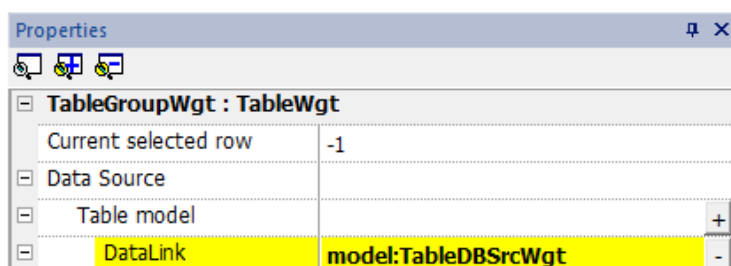 Properties
TableGroupWgt : TableWgt
Current selected row -1
Data Source
Table model +
DataLink model:TableDBSrcWgt -